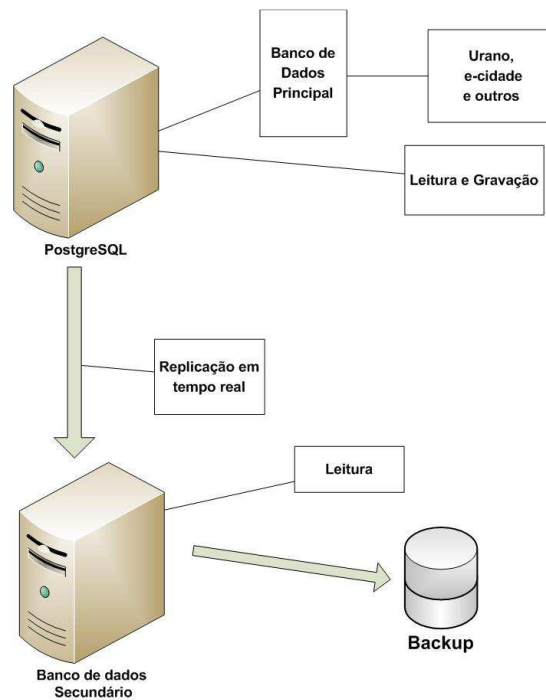 Banco de
Dados
Principal
Urano,
e-cidade
e outros
Leitura e Gravação
PostgreSQL
Replicação em
tempo real
Leitura
Backup
Banco de dados
Secundário